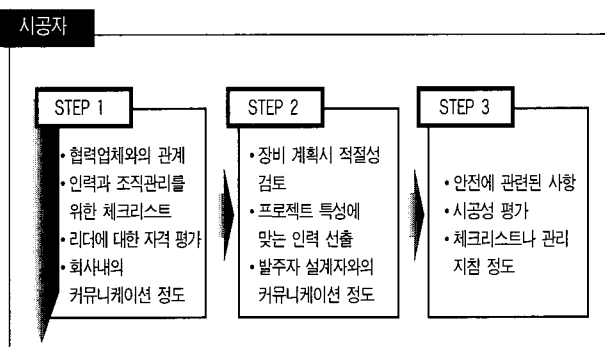 시공자
STEP 1
• 협력업체와의 관계
• 인력과 조직관리를
위한 체크리스트
• 리더에 대한 자격 평가
• 회사내의
커뮤니케이션 정도
STEP 2
• 장비 계획시 적절성
검토
• 프로젝트 특성에
맞는 인력 선출
• 발주자 설계자와의
커뮤니케이션 정도
STEP 3
• 안전에 관련된 사항
• 시공성 평가
• 체크리스트나 관리
지침 정도